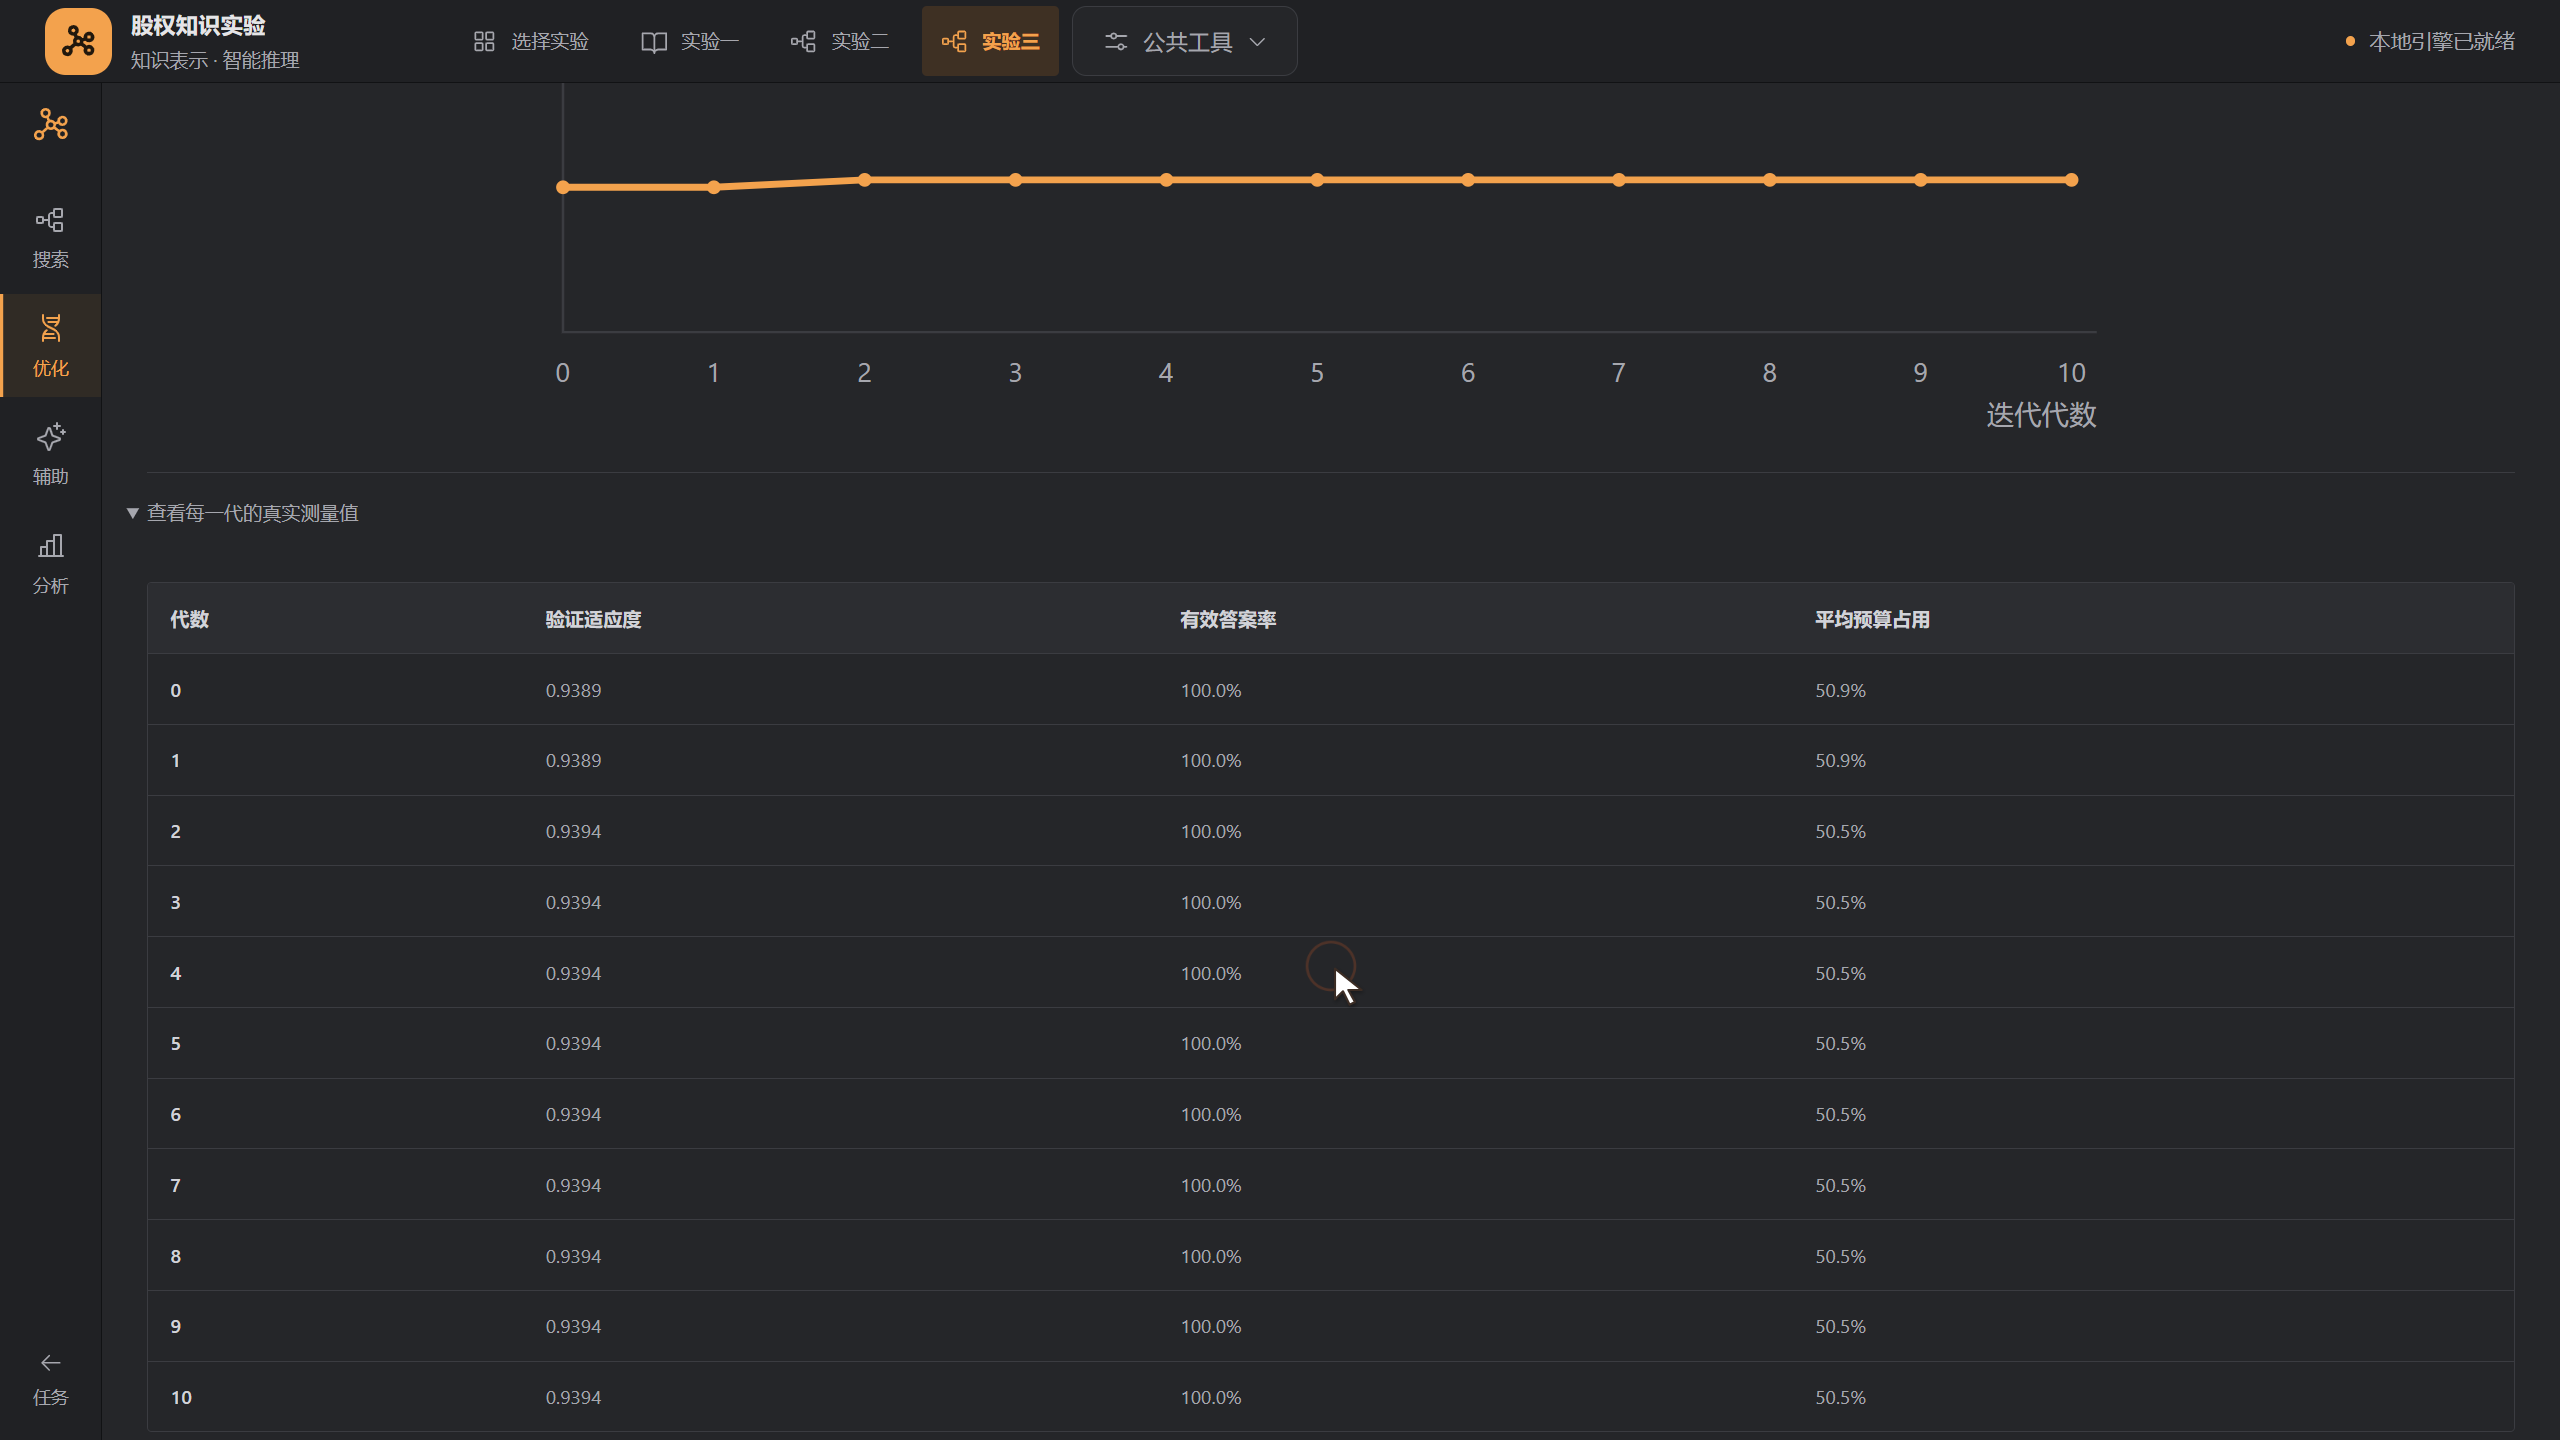 股权知识实验
知识表示 · 智能推理
选择实验
实验一
实验二
实验三
公共工具
本地引擎已就绪
搜索
优化
辅助
分析
任务
0 1 2 3 4 5 6 7 8 9 10
迭代代数
查看每一代的真实测量值
代数 验证适应度 有效答案率 平均预算占用
0 0.9389 100.0% 50.9%
1 0.9389 100.0% 50.9%
2 0.9394 100.0% 50.5%
3 0.9394 100.0% 50.5%
4 0.9394 100.0% 50.5%
5 0.9394 100.0% 50.5%
6 0.9394 100.0% 50.5%
7 0.9394 100.0% 50.5%
8 0.9394 100.0% 50.5%
9 0.9394 100.0% 50.5%
10 0.9394 100.0% 50.5%